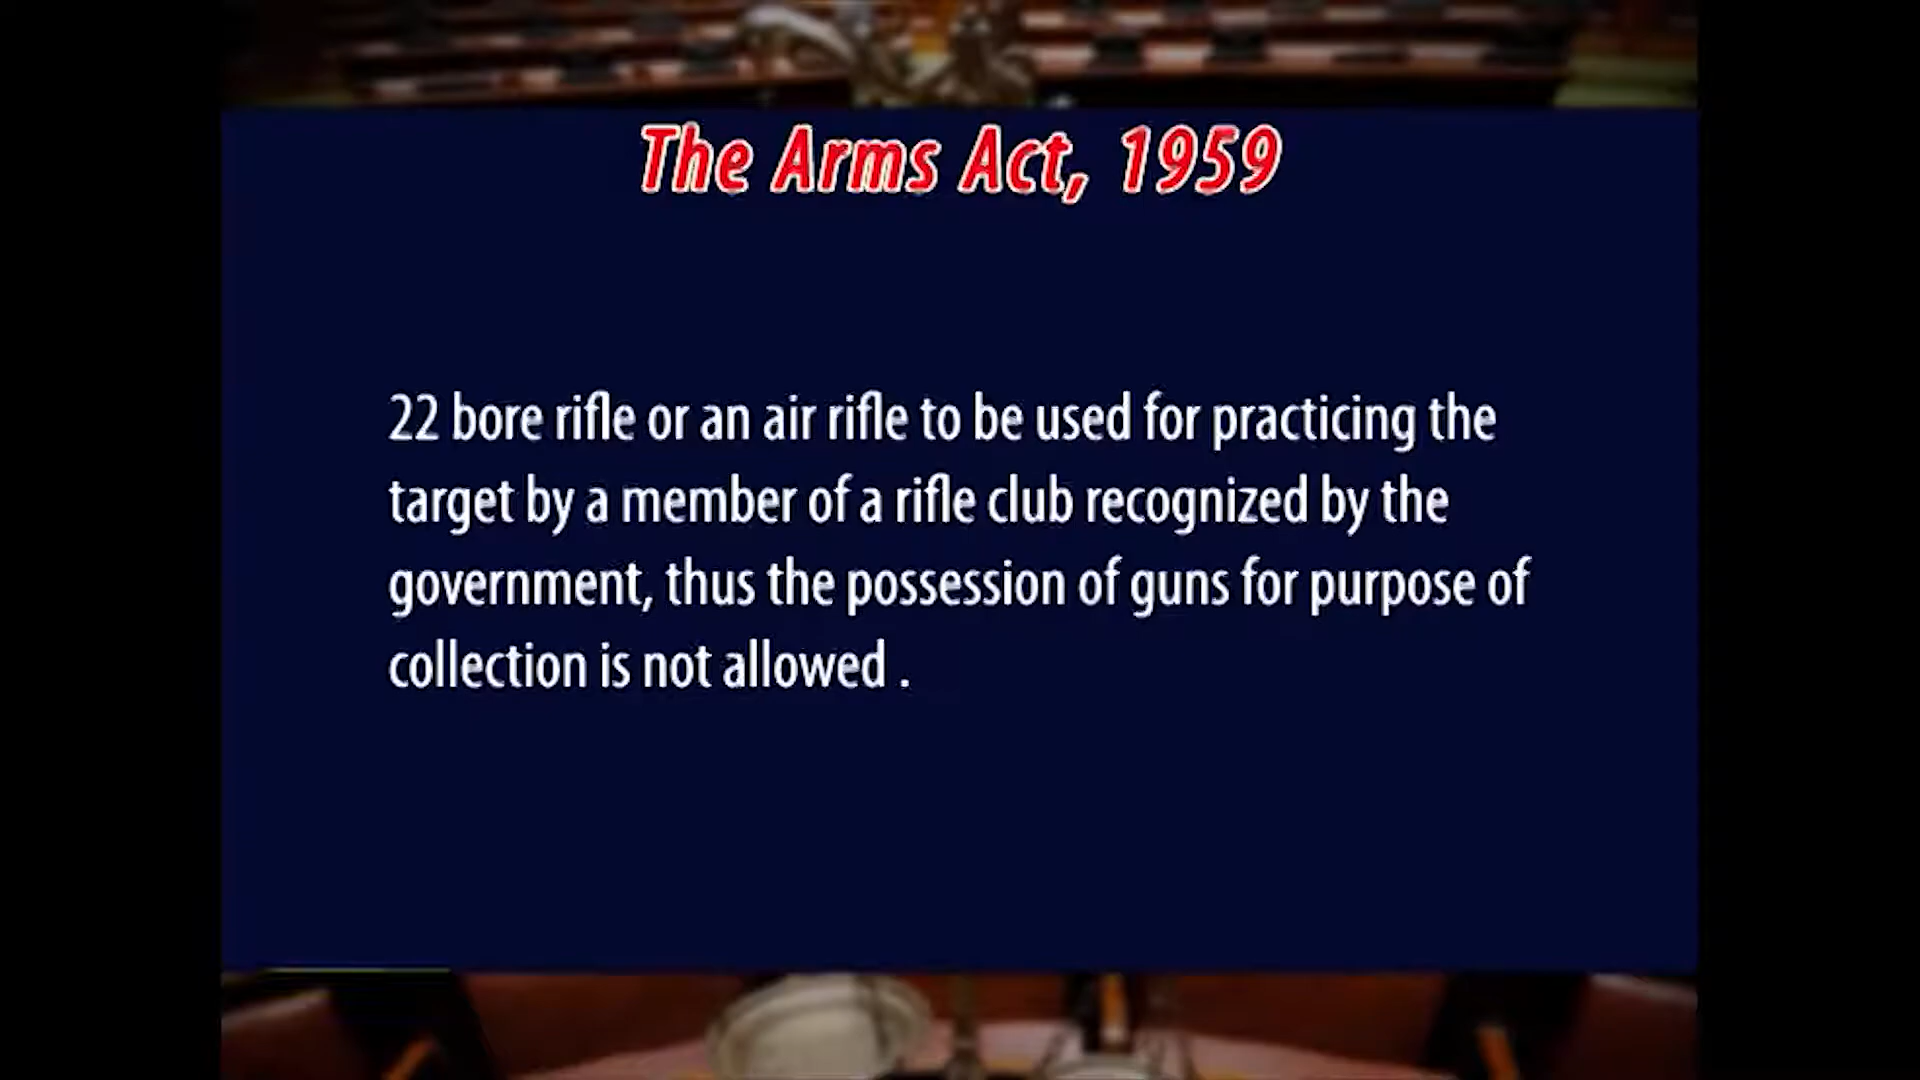 The Arms Act, 1959
22 bore rifle or an air rifle to be used for practicing the
target by a member of a rifle club recognized by the
government, thus the possession of guns for purpose of
collection is not allowed .